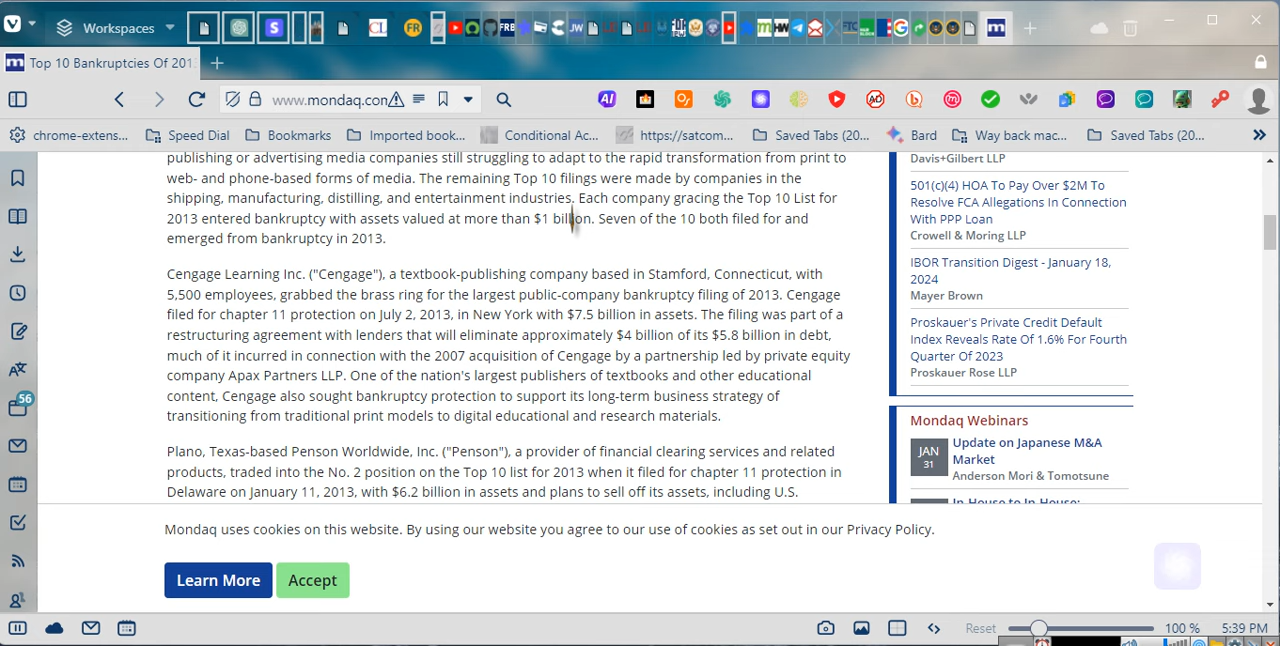 Workspaces
CL
FR
FRB
JW
HW
FTC
Top 10 Bankruptcies Of 201
www.mondaq.con
AI
AD
chrome-extens...
Speed Dial
Bookmarks
Imported book...
Conditional Ac...
https://satcom...
Saved Tabs (20...
Bard
Way back mac...
Saved Tabs (20...
publishing or advertising media companies still struggling to adapt to the rapid transformation from print to
web- and phone-based forms of media. The remaining Top 10 filings were made by companies in the
shipping, manufacturing, distilling, and entertainment industries. Each company gracing the Top 10 List for
2013 entered bankruptcy with assets valued at more than $1 billion. Seven of the 10 both filed for and
emerged from bankruptcy in 2013.
Cengage Learning Inc. ("Cengage"), a textbook-publishing company based in Stamford, Connecticut, with
5,500 employees, grabbed the brass ring for the largest public-company bankruptcy filing of 2013. Cengage
filed for chapter 11 protection on July 2, 2013, in New York with $7.5 billion in assets. The filing was part of a
restructuring agreement with lenders that will eliminate approximately $4 billion of its $5.8 billion in debt,
much of it incurred in connection with the 2007 acquisition of Cengage by a partnership led by private equity
company Apax Partners LLP. One of the nation's largest publishers of textbooks and other educational
content, Cengage also sought bankruptcy protection to support its long-term business strategy of
transitioning from traditional print models to digital educational and research materials.
Plano, Texas-based Penson Worldwide, Inc. ("Penson"), a provider of financial clearing services and related
products, traded into the No. 2 position on the Top 10 list for 2013 when it filed for chapter 11 protection in
Delaware on January 11, 2013, with $6.2 billion in assets and plans to sell off its assets, including U.S.
Davis+Gilbert LLP
501(c)(4) HOA To Pay Over $2M To
Resolve FCA Allegations In Connection
With PPP Loan
Crowell & Moring LLP
IBOR Transition Digest - January 18,
2024
Mayer Brown
Proskauer's Private Credit Default
Index Reveals Rate Of 1.6% For Fourth
Quarter Of 2023
Proskauer Rose LLP
Mondaq Webinars
JAN
31
Update on Japanese M&A
Market
Anderson Mori & Tomotsune
In-House to In-House:
56
Mondaq uses cookies on this website. By using our website you agree to our use of cookies as set out in our Privacy Policy.
Learn More
Accept
Reset
100 %
5:39 PM